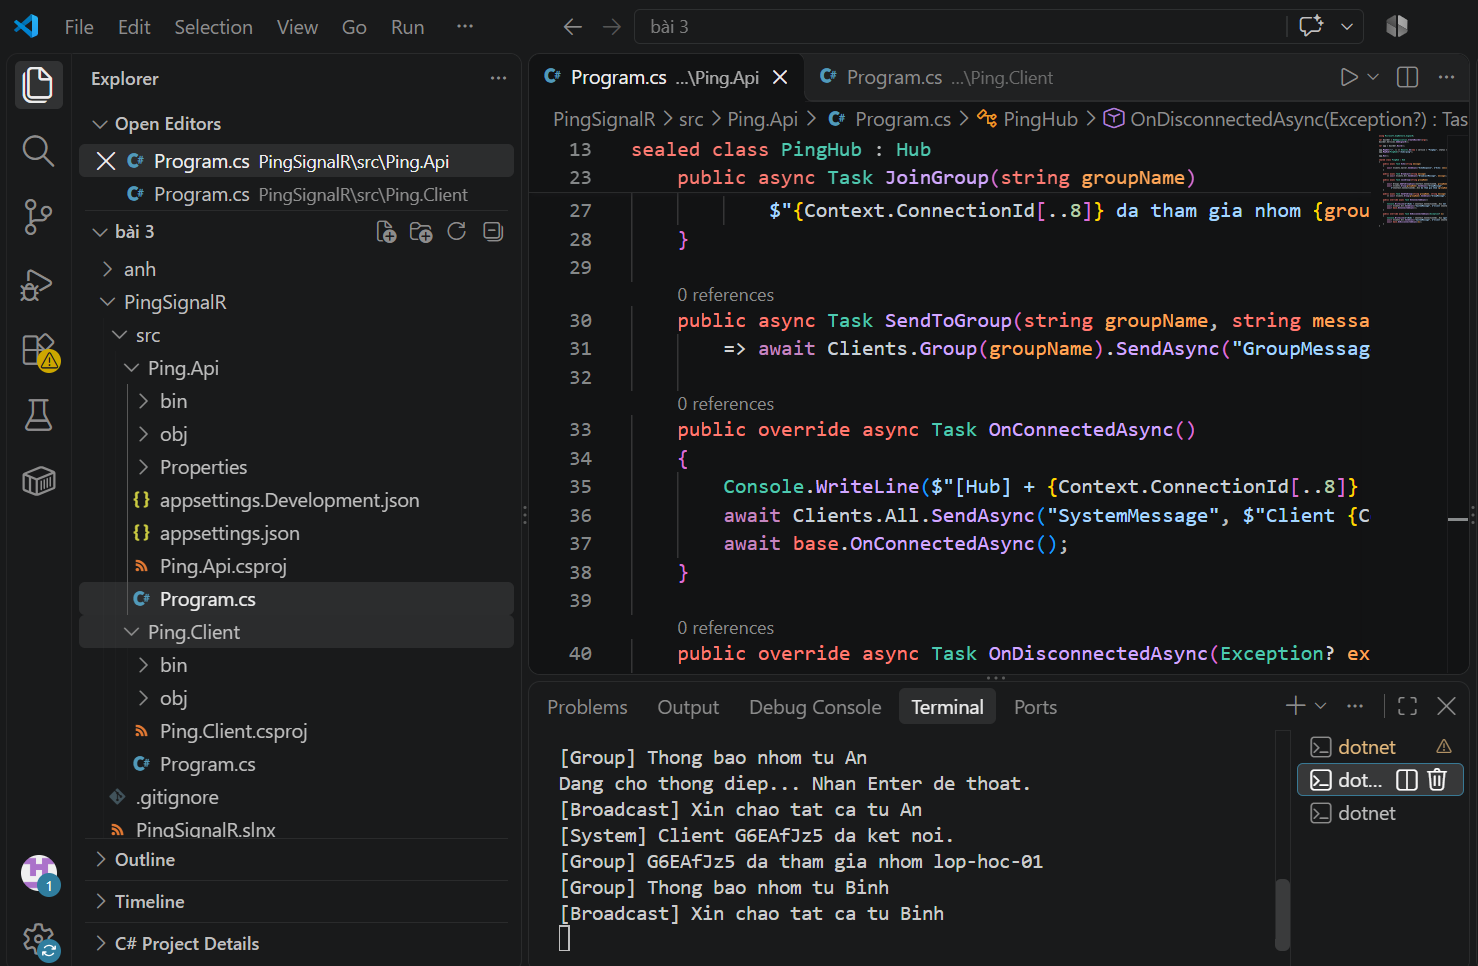 File Edit Selection View Go Run ···
bài 3
Explorer
Open Editors
Program.cs PingSignalR\src\Ping.Api
Program.cs PingSignalR\src\Ping.Client
bài 3
anh
PingSignalR
src
Ping.Api
bin
obj
Properties
{} appsettings.Development.json
{} appsettings.json
Ping.Api.csproj
Program.cs
Ping.Client
bin
obj
Ping.Client.csproj
Program.cs
.gitignore
PingSignalR.slnx
Outline
Timeline
C# Project Details
1
Program.cs ...\Ping.Api
Program.cs ...\Ping.Client
PingSignalR > src > Ping.Api > Program.cs > PingHub > OnDisconnectedAsync(Exception?) : Tas
13 sealed class PingHub : Hub
23 public async Task JoinGroup(string groupName)
27 $"{Context.ConnectionId[..8]} da tham gia nhom {grou
28 }
29
0 references
30 public async Task SendToGroup(string groupName, string messa
31 => await Clients.Group(groupName).SendAsync("GroupMessag
32
0 references
33 public override async Task OnConnectedAsync()
34 {
35 Console.WriteLine($"[Hub] + {Context.ConnectionId[..8]}
36 await Clients.All.SendAsync("SystemMessage", $"Client {C
37 await base.OnConnectedAsync();
38 }
39
0 references
40 public override async Task OnDisconnectedAsync(Exception? ex
Problems Output Debug Console Terminal Ports
[Group] Thong bao nhom tu An
Dang cho thong diep... Nhan Enter de thoat.
[Broadcast] Xin chao tat ca tu An
[System] Client G6EAfJz5 da ket noi.
[Group] G6EAfJz5 da tham gia nhom lop-hoc-01
[Group] Thong bao nhom tu Binh
[Broadcast] Xin chao tat ca tu Binh
dotnet
dot...
dotnet